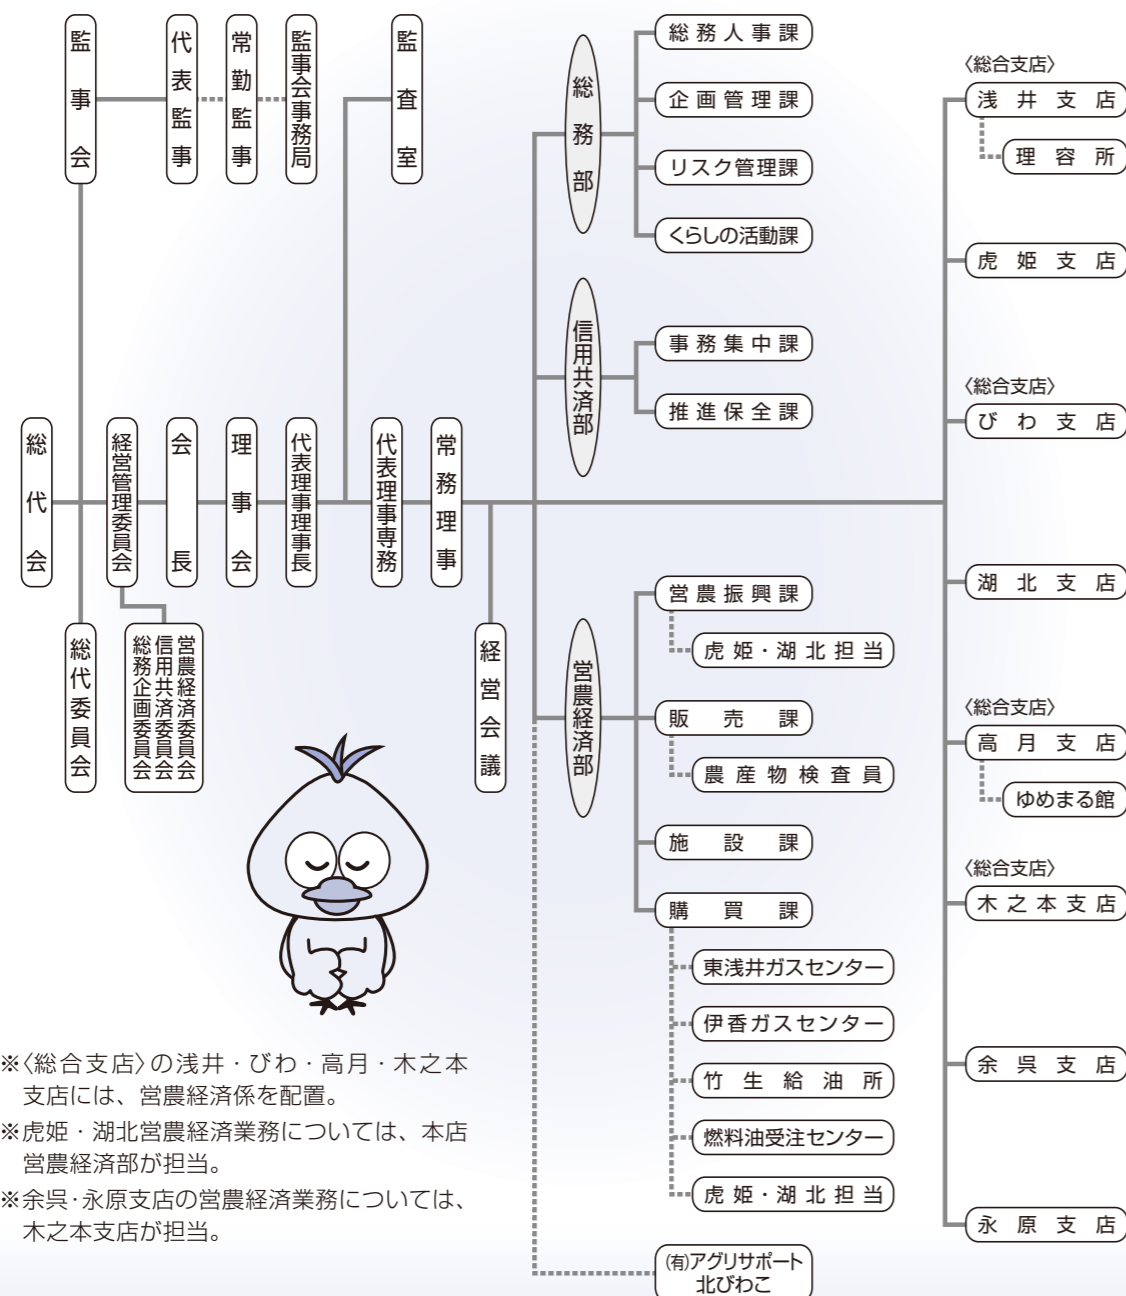 監事会
代表監事
常勤監事
監事会事務局
監査室
総代会
経営管理委員会
会長
理事会
代表理事理事長
代表理事専務
常務理事
総代委員会
営農経済委員会
信用共済委員会
総務企画委員会
経営会議
総務部
総務人事課
企画管理課
リスク管理課
くらしの活動課
信用共済部
事務集中課
推進保全課
営農経済部
営農振興課
虎姫・湖北担当
販売課
農産物検査員
施設課
購買課
東浅井ガスセンター
伊香ガスセンター
竹生給油所
燃料油受注センター
虎姫・湖北担当
㈲アグリサポート
北びわこ
〈総合支店〉
浅井支店
理容所
虎姫支店
〈総合支店〉
びわ支店
湖北支店
〈総合支店〉
高月支店
ゆめまる館
〈総合支店〉
木之本支店
余呉支店
永原支店
※〈総合支店〉の浅井・びわ・高月・木之本
支店には、営農経済係を配置。
※虎姫・湖北営農経済業務については、本店
営農経済部が担当。
※余呉・永原支店の営農経済業務については、
木之本支店が担当。